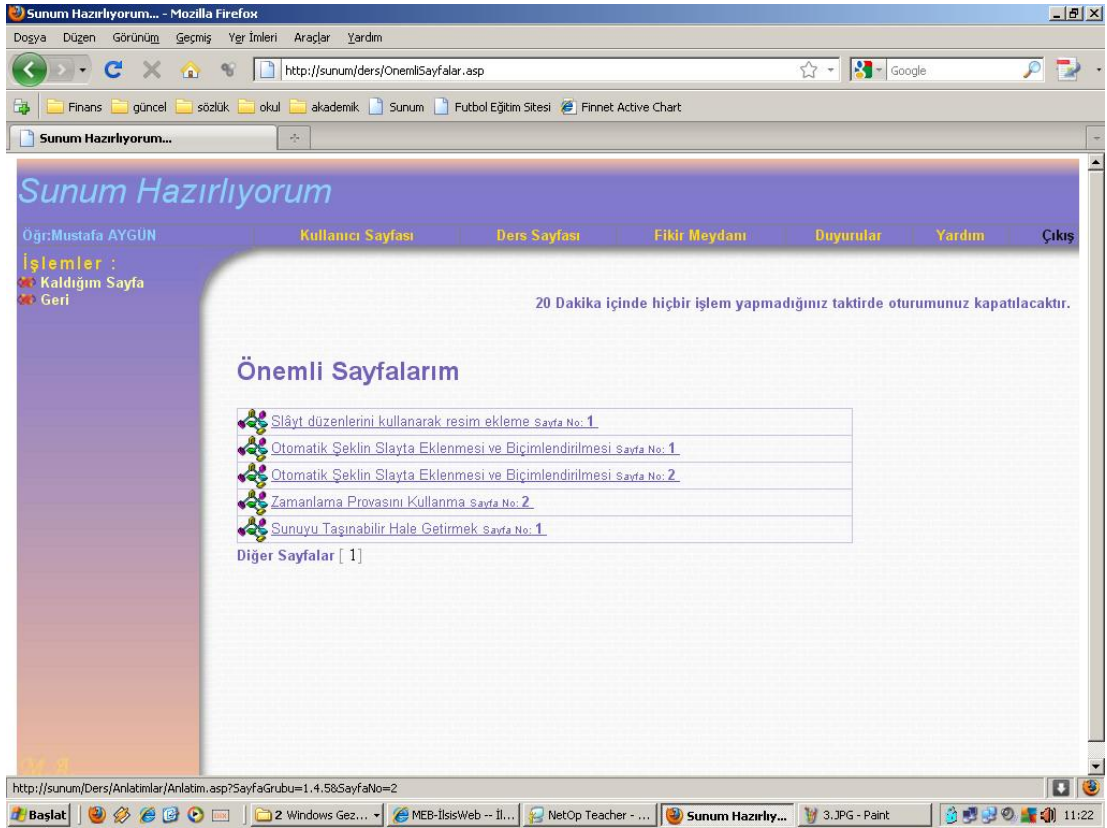 Sunum Hazırlıyorum... - Mozilla Firefox
Dosya Düzen Görünüm Geçmiş Yer İmleri Araçlar Yardım
http://sunum/ders/OnemliSayfalar.asp
Google
Finans güncel sözlük okul akademik Sunum Futbol Eğitim Sitesi Finnet Active Chart
Sunum Hazırlıyorum...
Sunum Hazırlıyorum
Öğr:Mustafa AYGÜN Kullanıcı Sayfası Ders Sayfası Fikir Meydanı Duyurular Yardım Çıkış
İşlemler :
Kaldığım Sayfa
Geri
20 Dakika içinde hiçbir işlem yapmadığınız taktirde oturumunuz kapatılacaktır.
Önemli Sayfalarım
Slâyt düzenlerini kullanarak resim ekleme Sayfa No: 1
Otomatik Şeklin Slayta Eklenmesi ve Biçimlendirilmesi Sayfa No: 1
Otomatik Şeklin Slayta Eklenmesi ve Biçimlendirilmesi Sayfa No: 2
Zamanlama Provasını Kullanma Sayfa No: 2
Sunuyu Taşınabilir Hale Getirmek Sayfa No: 1
Diğer Sayfalar [ 1]
M. A.
http://sunum/Ders/Anlatimlar/Anlatim.asp?SayfaGrubu=1.4.5&SayfaNo=2
Başlat 2 Windows Gez... MEB-İlsisWeb -- İl... NetOp Teacher - ... Sunum Hazırlıy... 3.JPG - Paint 11:22